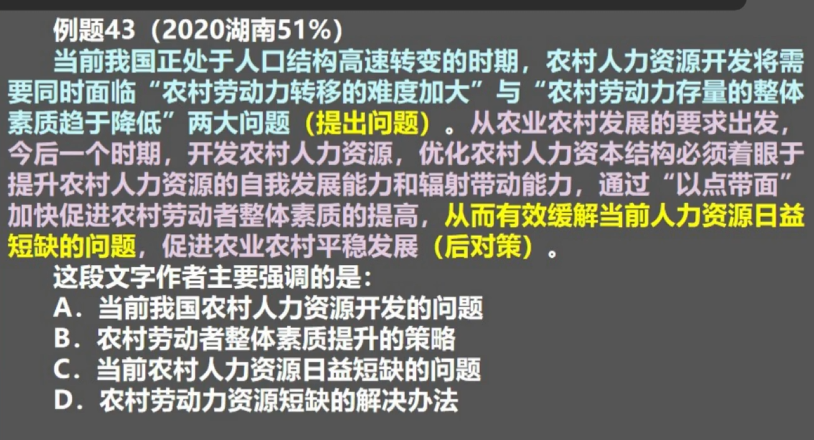 例题43（2020湖南51%）
当前我国正处于人口结构高速转变的时期，农村人力资源开发将需
要同时面临“农村劳动力转移的难度加大”与“农村劳动力存量的整体
素质趋于降低”两大问题（提出问题）。从农业农村发展的要求出发，
今后一个时期，开发农村人力资源，优化农村人力资本结构必须着眼于
提升农村人力资源的自我发展能力和辐射带动能力，通过“以点带面”
加快促进农村劳动者整体素质的提高，从而有效缓解当前人力资源日益
短缺的问题，促进农业农村平稳发展（后对策）。
这段文字作者主要强调的是：
A．当前我国农村人力资源开发的问题
B．农村劳动者整体素质提升的策略
C．当前农村人力资源日益短缺的问题
D．农村劳动力资源短缺的解决办法